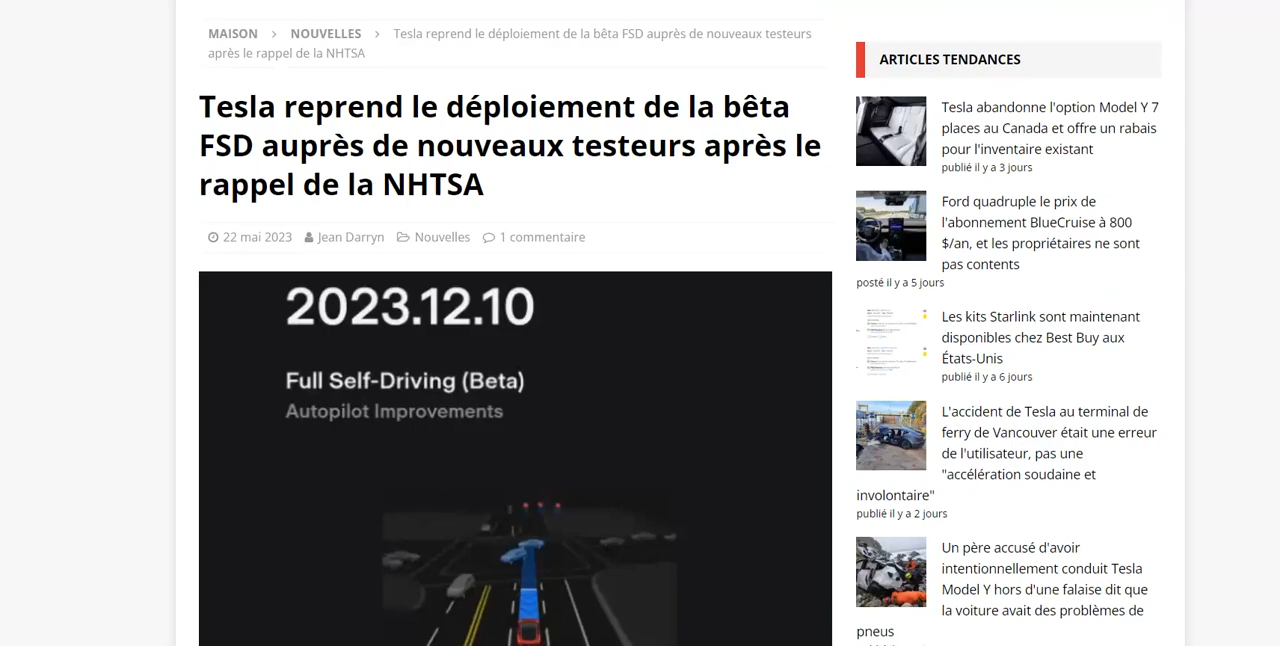 MAISON > NOUVELLES > Tesla reprend le déploiement de la bêta FSD auprès de nouveaux testeurs
après le rappel de la NHTSA
Tesla reprend le déploiement de la bêta
FSD auprès de nouveaux testeurs après le
rappel de la NHTSA
22 mai 2023 Jean Darryn Nouvelles 1 commentaire
2023.12.10
Full Self-Driving (Beta)
Autopilot Improvements
ARTICLES TENDANCES
Tesla abandonne l'option Model Y 7
places au Canada et offre un rabais
pour l'inventaire existant
publié il y a 3 jours
Ford quadruple le prix de
l'abonnement BlueCruise à 800
$/an, et les propriétaires ne sont
pas contents
posté il y a 5 jours
Les kits Starlink sont maintenant
disponibles chez Best Buy aux
États-Unis
publié il y a 6 jours
L'accident de Tesla au terminal de
ferry de Vancouver était une erreur
de l'utilisateur, pas une
"accélération soudaine et
involontaire"
publié il y a 2 jours
Un père accusé d'avoir
intentionnellement conduit Tesla
Model Y hors d'une falaise dit que
la voiture avait des problèmes de
pneus